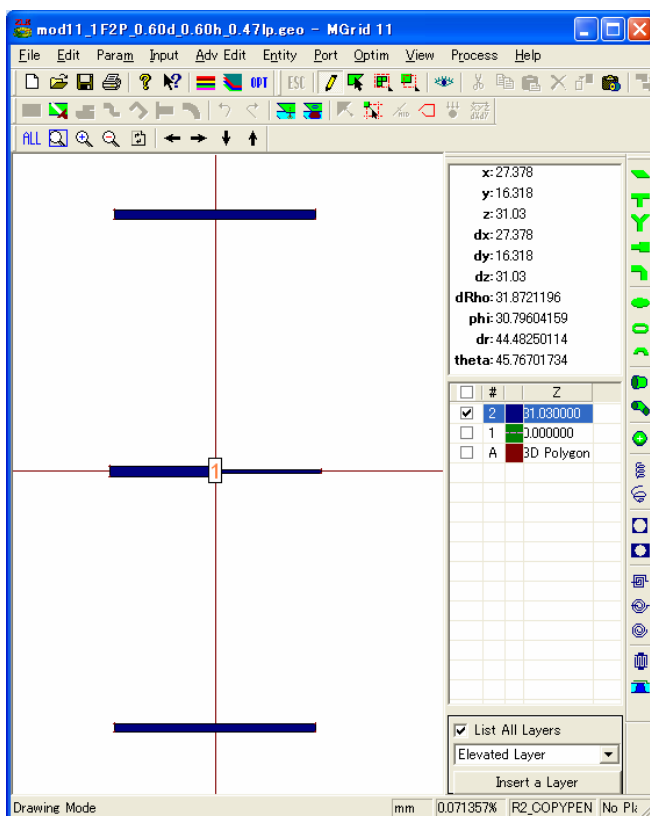 mod11_1F2P_0.60d_0.60h_0.47lp.geo - MGrid 11
File Edit Param Input Adv Edit Entity Port Optim View Process Help
OPT ESC
ALL
x: 27.378
y: 16.318
z: 31.03
dx: 27.378
dy: 16.318
dz: 31.03
dRho: 31.8721196
phi: 30.79604159
dr: 44.48250114
theta: 45.76701734
# Z
2 31.030000
1 0.000000
A 3D Polygon
1
List All Layers
Elevated Layer
Insert a Layer
Drawing Mode mm 0.071357% R2_COPYPEN No Pl